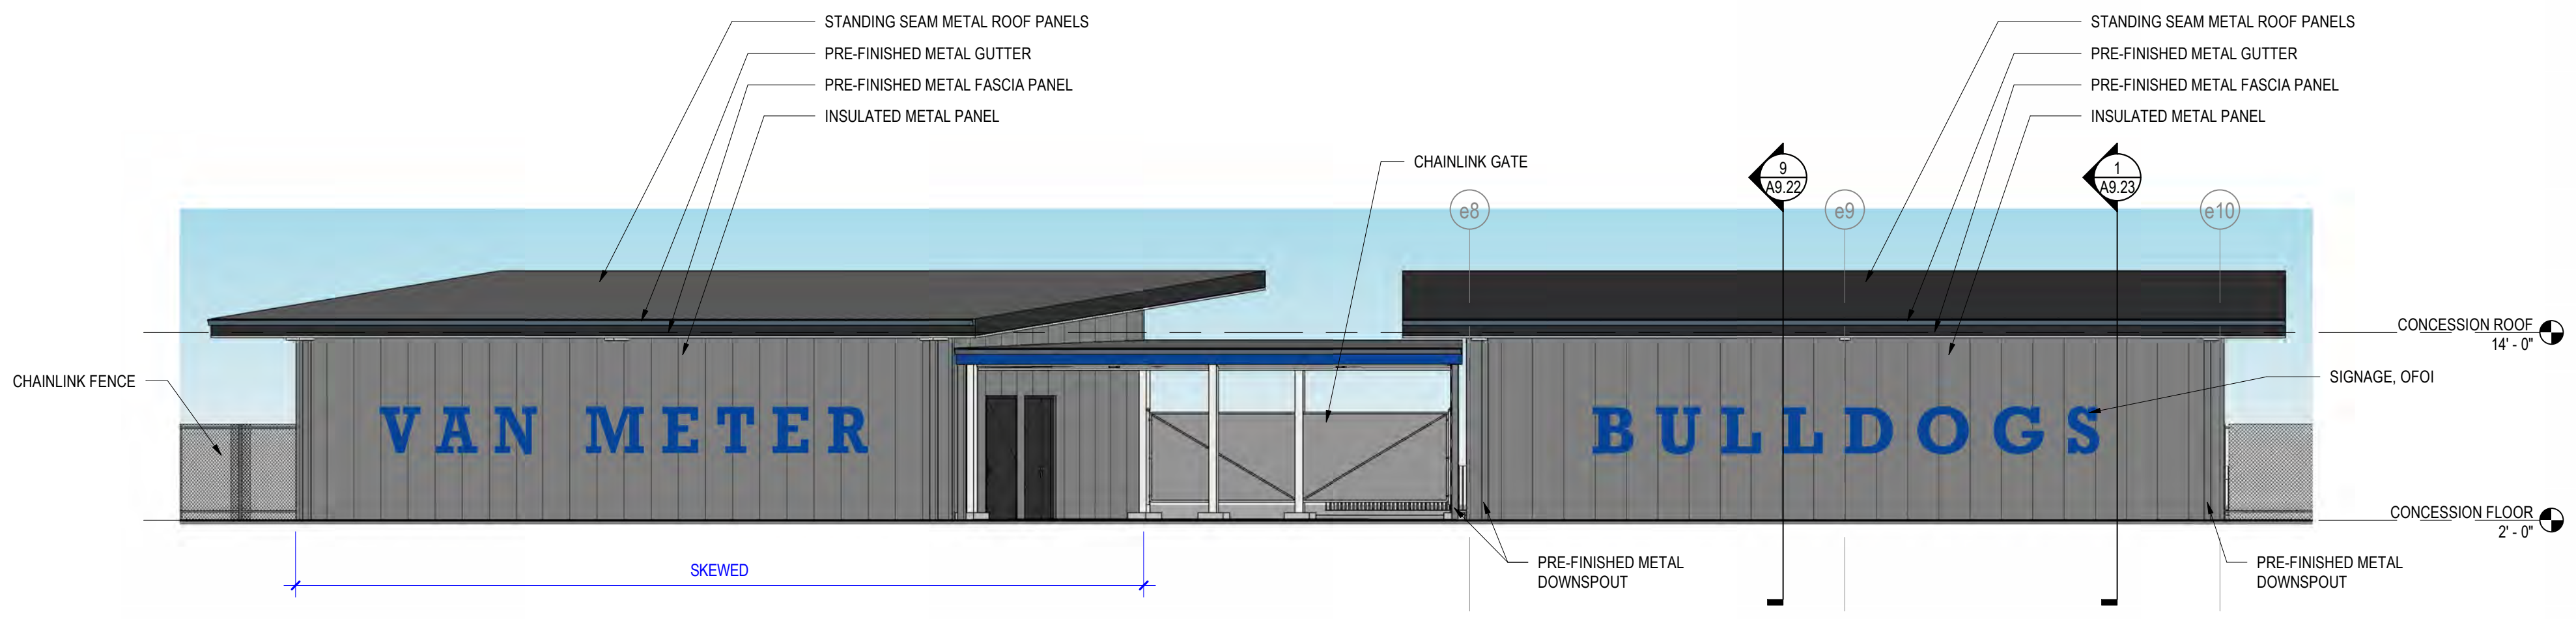 STANDING SEAM METAL ROOF PANELS
PRE-FINISHED METAL GUTTER
PRE-FINISHED METAL FASCIA PANEL
INSULATED METAL PANEL
STANDING SEAM METAL ROOF PANELS
PRE-FINISHED METAL GUTTER
PRE-FINISHED METAL FASCIA PANEL
INSULATED METAL PANEL
CHAINLINK GATE
9
A9.22
1
A9.23
e8
e9
e10
CONCESSION ROOF
14' - 0"
CHAINLINK FENCE
SIGNAGE, OFOI
VAN METER
BULLDOGS
CONCESSION FLOOR
2' - 0"
SKEWED
PRE-FINISHED METAL
DOWNSPOUT
PRE-FINISHED METAL
DOWNSPOUT